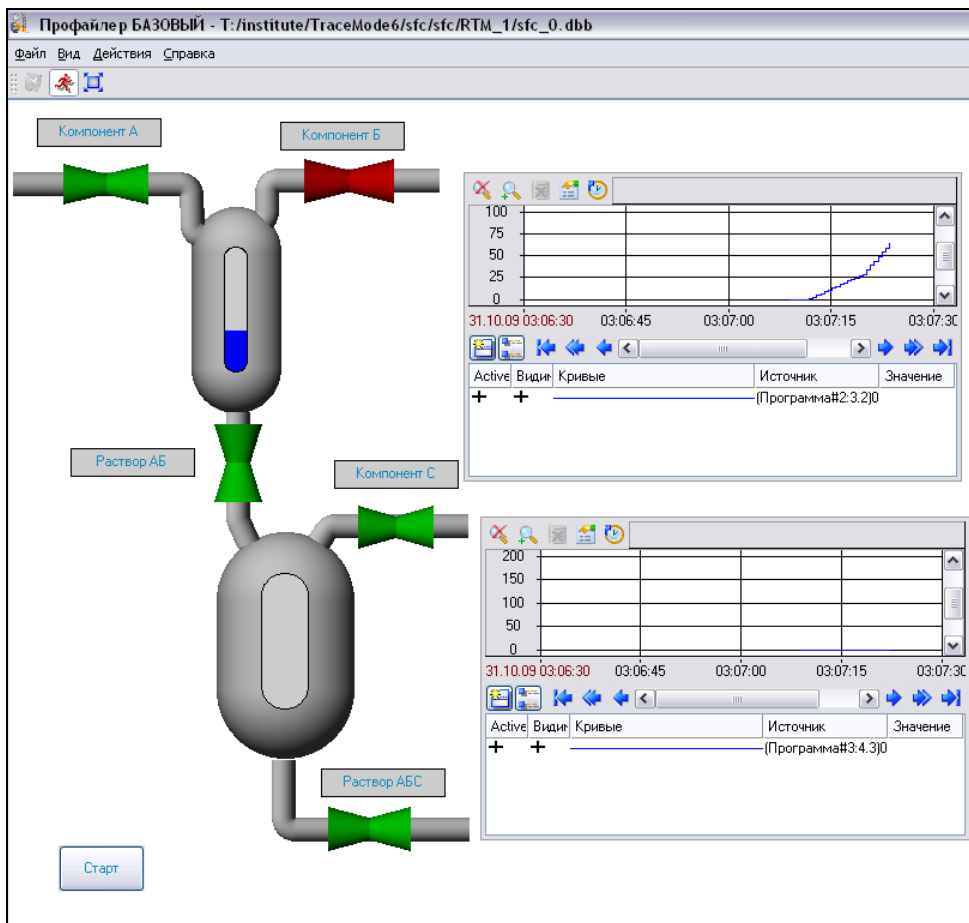 Профайлер БАЗОВЫЙ - T:/institute/TraceMode6/sfc/sfc/RTM_1/sfc_0.dbb
Файл Вид Действия Справка
Компонент А
Компонент Б
100
75
50
25
0
31.10.09 03:06:30 03:06:45 03:07:00 03:07:15 03:07:30
Active Видим Кривые Источник Значение
(Программа#2:3.2)0
Раствор АБ
Компонент С
200
150
100
50
0
31.10.09 03:06:30 03:06:45 03:07:00 03:07:15 03:07:30
Active Видим Кривые Источник Значение
(Программа#3:4.3)0
Раствор АБС
Старт